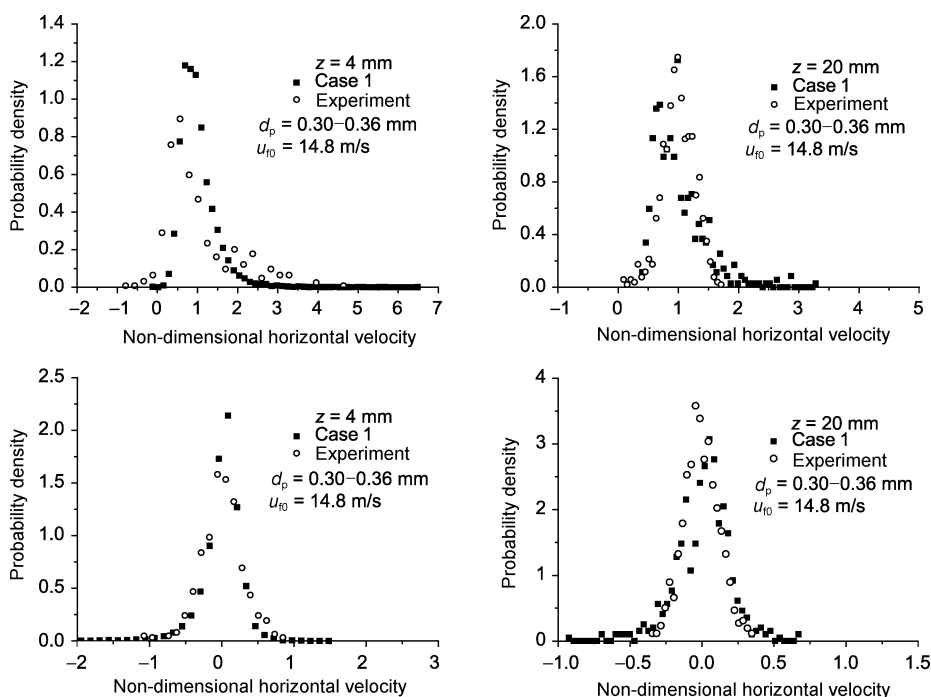 1.4
1.2
1.0
0.8
0.6
0.4
0.2
0.0
Probability density
z = 4 mm
Case 1
Experiment
dp = 0.30–0.36 mm
uf0 = 14.8 m/s
−2 −1 0 1 2 3 4 5 6 7
Non-dimensional horizontal velocity
2.0
1.6
1.2
0.8
0.4
0.0
Probability density
z = 20 mm
Case 1
Experiment
dp = 0.30–0.36 mm
uf0 = 14.8 m/s
−1 0 1 2 3 4 5
Non-dimensional horizontal velocity
2.5
2.0
1.5
1.0
0.5
0.0
Probability density
z = 4 mm
Case 1
Experiment
dp = 0.30–0.36 mm
uf0 = 14.8 m/s
−2 −1 0 1 2 3
Non-dimensional horizontal velocity
4
3
2
1
0
Probability density
z = 20 mm
Case 1
Experiment
dp = 0.30–0.36 mm
uf0 = 14.8 m/s
−1.0 −0.5 0.0 0.5 1.0 1.5
Non-dimensional horizontal velocity